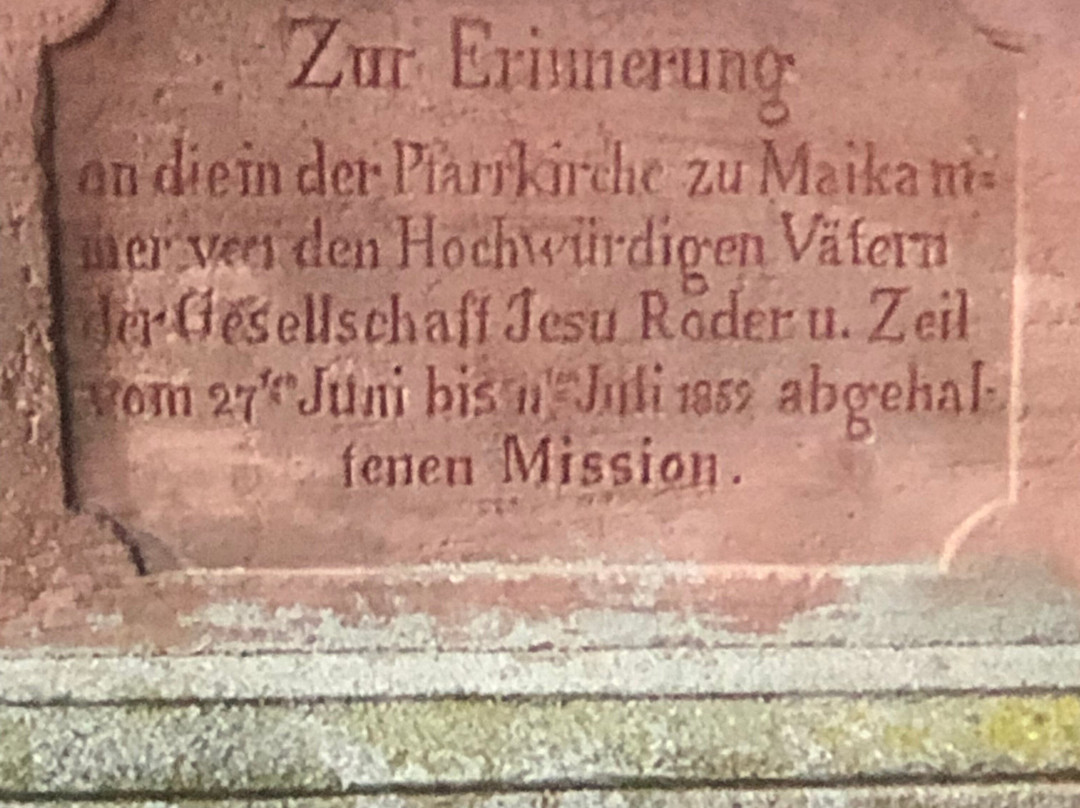 Zur Erinnerung
an die in der Pfarrkirche zu Maikam=
mer von den Hochwürdigen Vätern
der Gesellschaft Jesu Roder u. Zeil
vom 27ten Juni bis 11ten Juli 1852 abgehal-
tenen Mission.